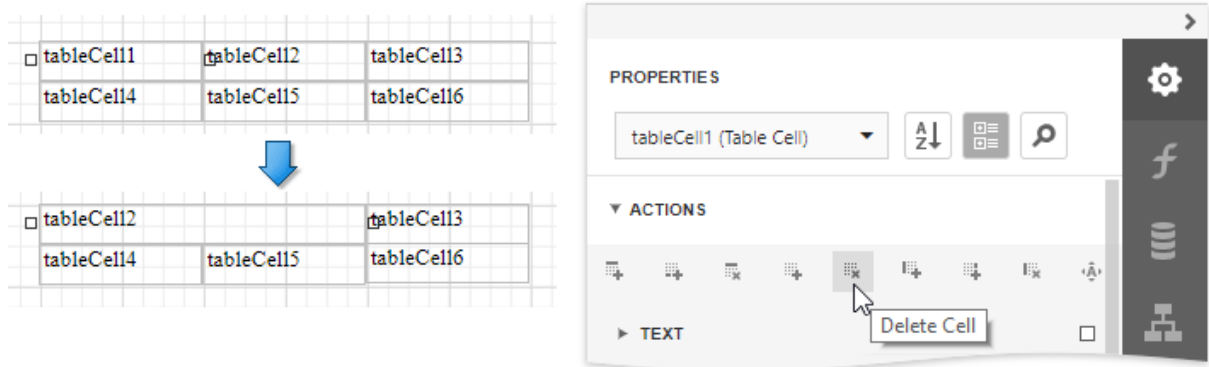 tableCell1 tableCell2 tableCell3
tableCell4 tableCell5 tableCell6
tableCell2 tableCell3
tableCell4 tableCell5 tableCell6
PROPERTIES
tableCell1 (Table Cell)
ACTIONS
Delete Cell
TEXT